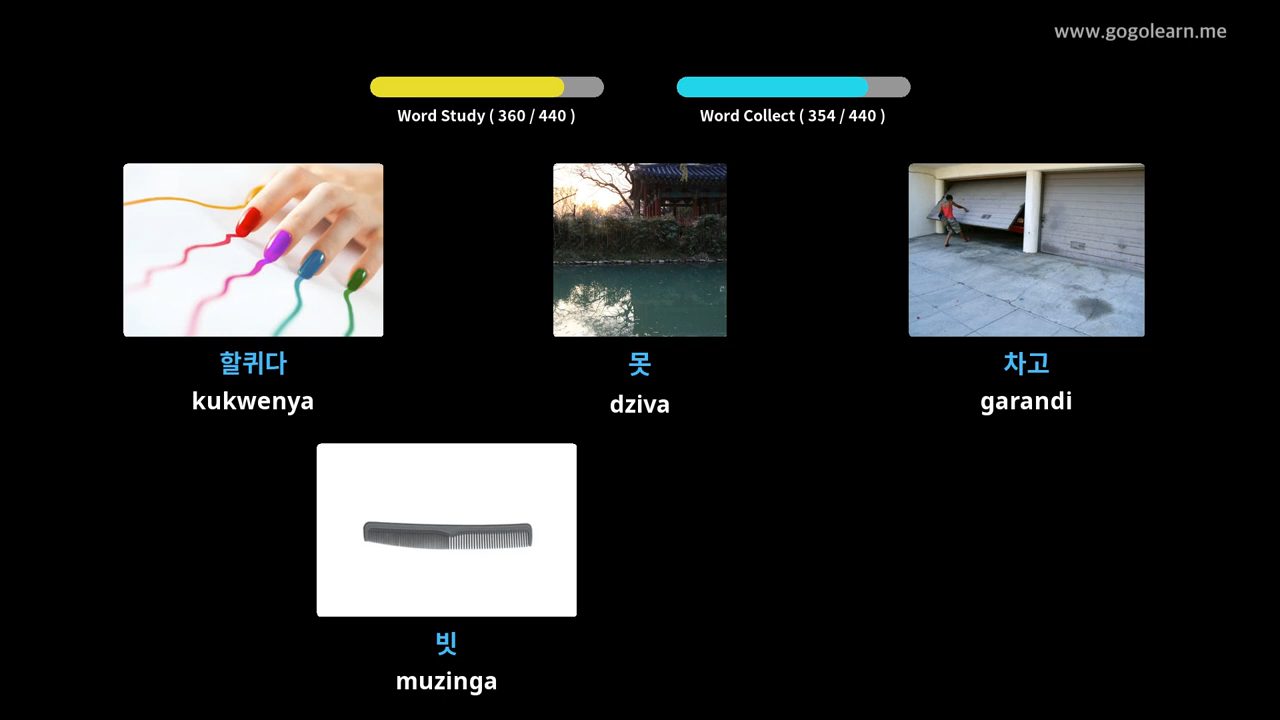 www.gogolearn.me
Word Study ( 360 / 440 )
Word Collect ( 354 / 440 )
할퀴다
kukwenya
못
dziva
차고
garandi
빗
muzinga